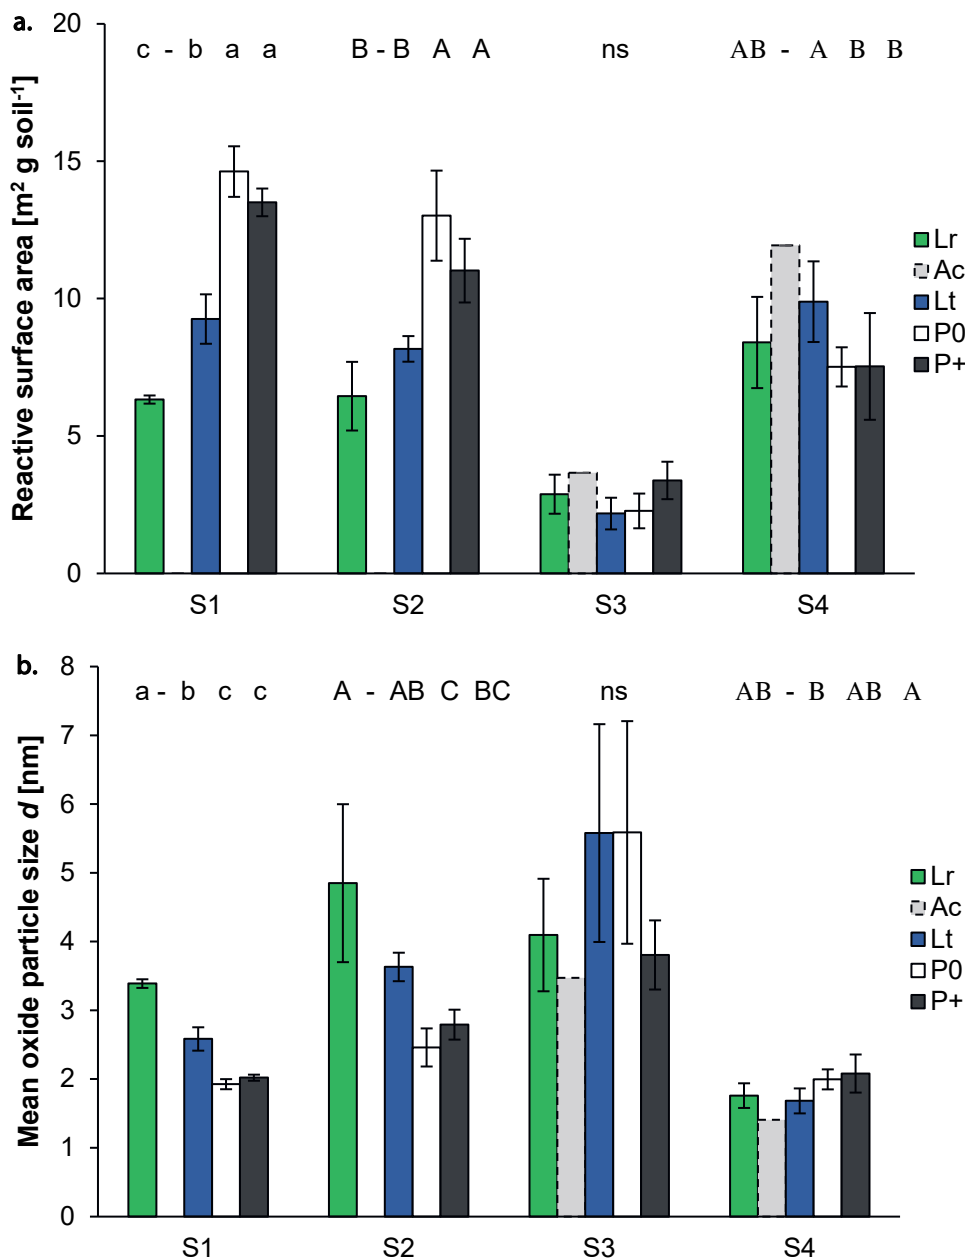 a.
Reactive surface area [m² g soil⁻¹]
20
15
10
5
0
c - b a a
B - B A A
ns
AB - A B B
S1 S2 S3 S4
Lr
Ac
Lt
P0
P+
b.
Mean oxide particle size d [nm]
8
7
6
5
4
3
2
1
0
a - b c c
A - AB C BC
ns
AB - B AB A
S1 S2 S3 S4
Lr
Ac
Lt
P0
P+